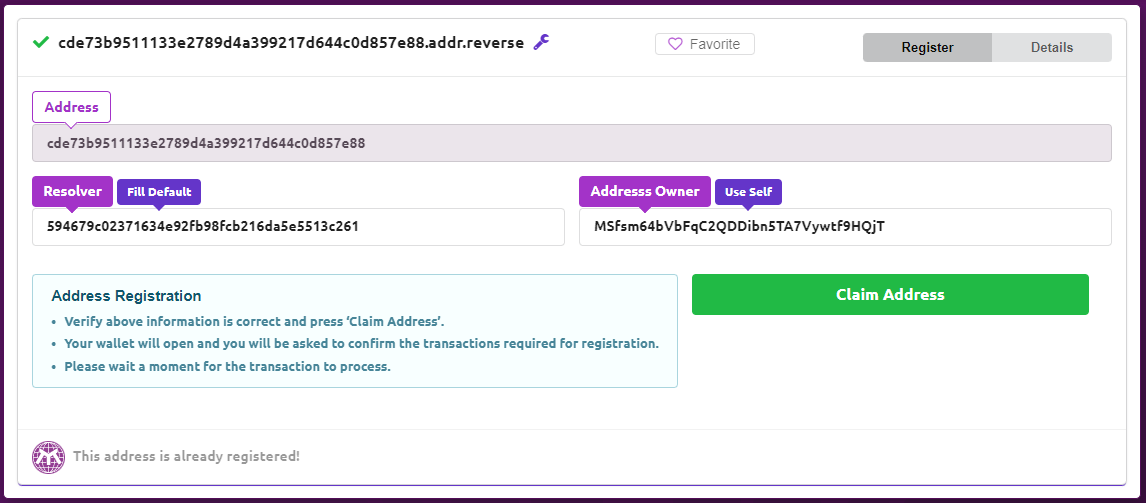 cde73b9511133e2789d4a399217d644c0d857e88.addr.reverse
Favorite
Register
Details
Address
cde73b9511133e2789d4a399217d644c0d857e88
Resolver
Fill Default
594679c02371634e92fb98fcb216da5e5513c261
Addresss Owner
Use Self
MSfsm64bVbFqC2QDDibn5TA7Vywtf9HQjT
Address Registration
• Verify above information is correct and press ‘Claim Address’.
• Your wallet will open and you will be asked to confirm the transactions required for registration.
• Please wait a moment for the transaction to process.
Claim Address
This address is already registered!